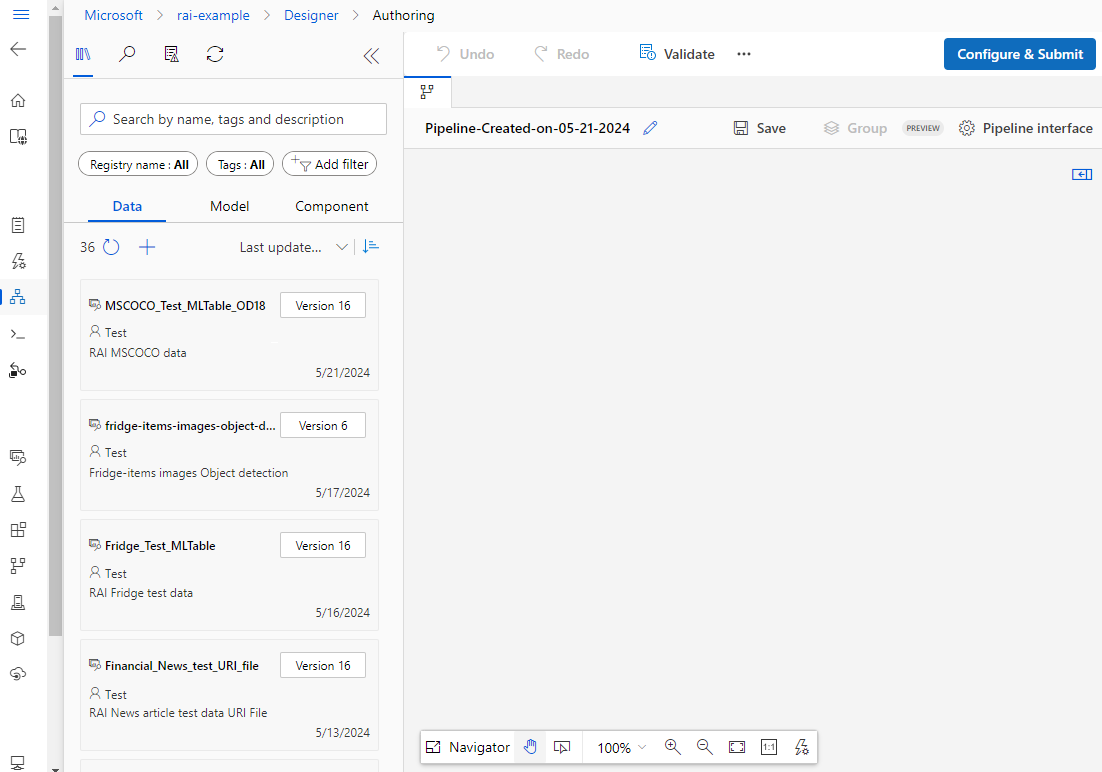 Microsoft > rai-example > Designer > Authoring
Undo Redo Validate ··· Configure & Submit
Search by name, tags and description
Pipeline-Created-on-05-21-2024 Save Group PREVIEW Pipeline interface
Registry name : All Tags : All Add filter
Data Model Component
36 Last update...
MSCOCO_Test_MLTable_OD18 Version 16
Test
RAI MSCOCO data
5/21/2024
fridge-items-images-object-d... Version 6
Test
Fridge-items images Object detection
5/17/2024
Fridge_Test_MLTable Version 16
Test
RAI Fridge test data
5/16/2024
Financial_News_test_URI_file Version 16
Test
RAI News article test data URI File
5/13/2024
Navigator 100% 1:1